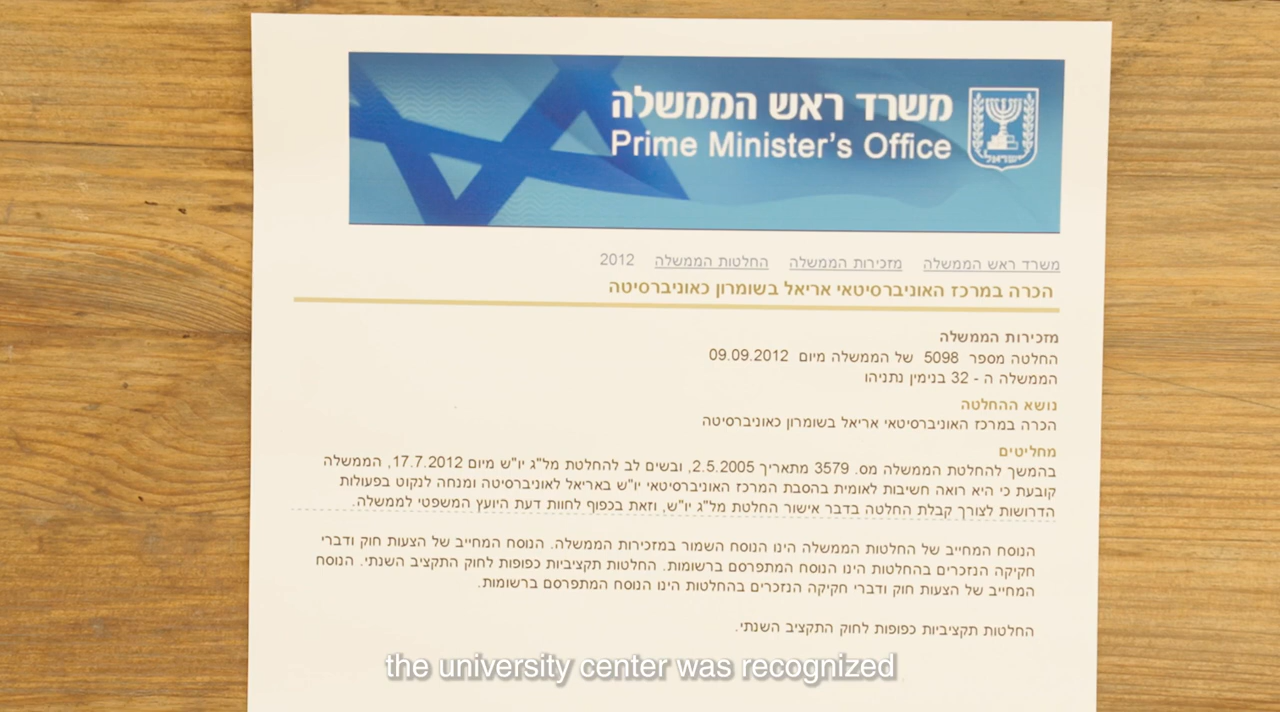 משרד ראש הממשלה
Prime Minister's Office
ישראל
משרד ראש הממשלה מזכירות הממשלה החלטות הממשלה 2012
הכרה במרכז האוניברסיטאי אריאל בשומרון כאוניברסיטה
מזכירות הממשלה
החלטה מספר 5098 של הממשלה מיום 09.09.2012
הממשלה ה - 32 בנימין נתניהו
נושא ההחלטה
הכרה במרכז האוניברסיטאי אריאל בשומרון כאוניברסיטה
מחליטים
בהמשך להחלטת הממשלה מס. 3579 מתאריך 2.5.2005, ובשים לב להחלטת מל"ג יו"ש מיום 17.7.2012, הממשלה
קובעת כי היא רואה חשיבות לאומית בהסבת המרכז האוניברסיטאי יו"ש באריאל לאוניברסיטה ומנחה לנקוט בפעולות
הדרושות לצורך קבלת החלטה בדבר אישור החלטת מל"ג יו"ש, וזאת בכפוף לחוות דעת היועץ המשפטי לממשלה.
הנוסח המחייב של החלטות הממשלה הינו הנוסח השמור במזכירות הממשלה. הנוסח המחייב של הצעות חוק ודברי
חקיקה הנזכרים בהחלטות הינו הנוסח המתפרסם ברשומות. החלטות תקציביות כפופות לחוק התקציב השנתי. הנוסח
המחייב של הצעות חוק ודברי חקיקה הנזכרים בהחלטות הינו הנוסח המתפרסם ברשומות.
החלטות תקציביות כפופות לחוק התקציב השנתי.
the university center was recognized